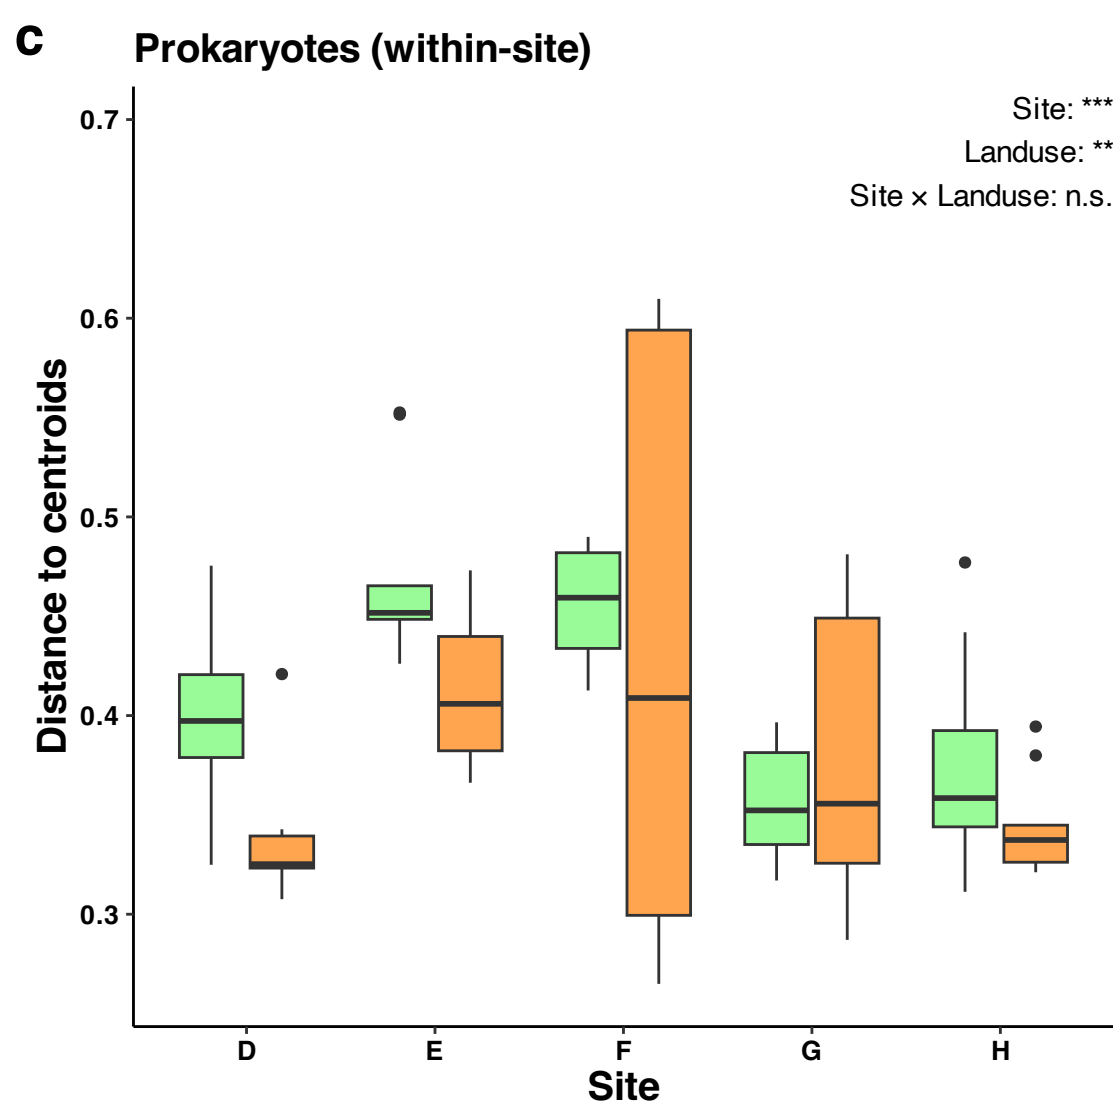 c
Prokaryotes (within-site)
Site: ***
Landuse: **
Site × Landuse: n.s.
Distance to centroids
0.7
0.6
0.5
0.4
0.3
D E F G H
Site